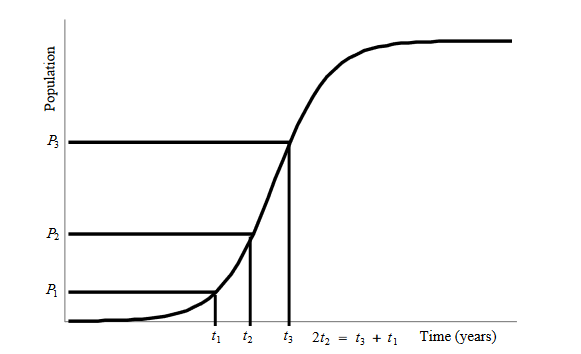 Population
P₃
P₂
P₁
t₁ t₂ t₃ 2t₂ = t₃ + t₁ Time (years)